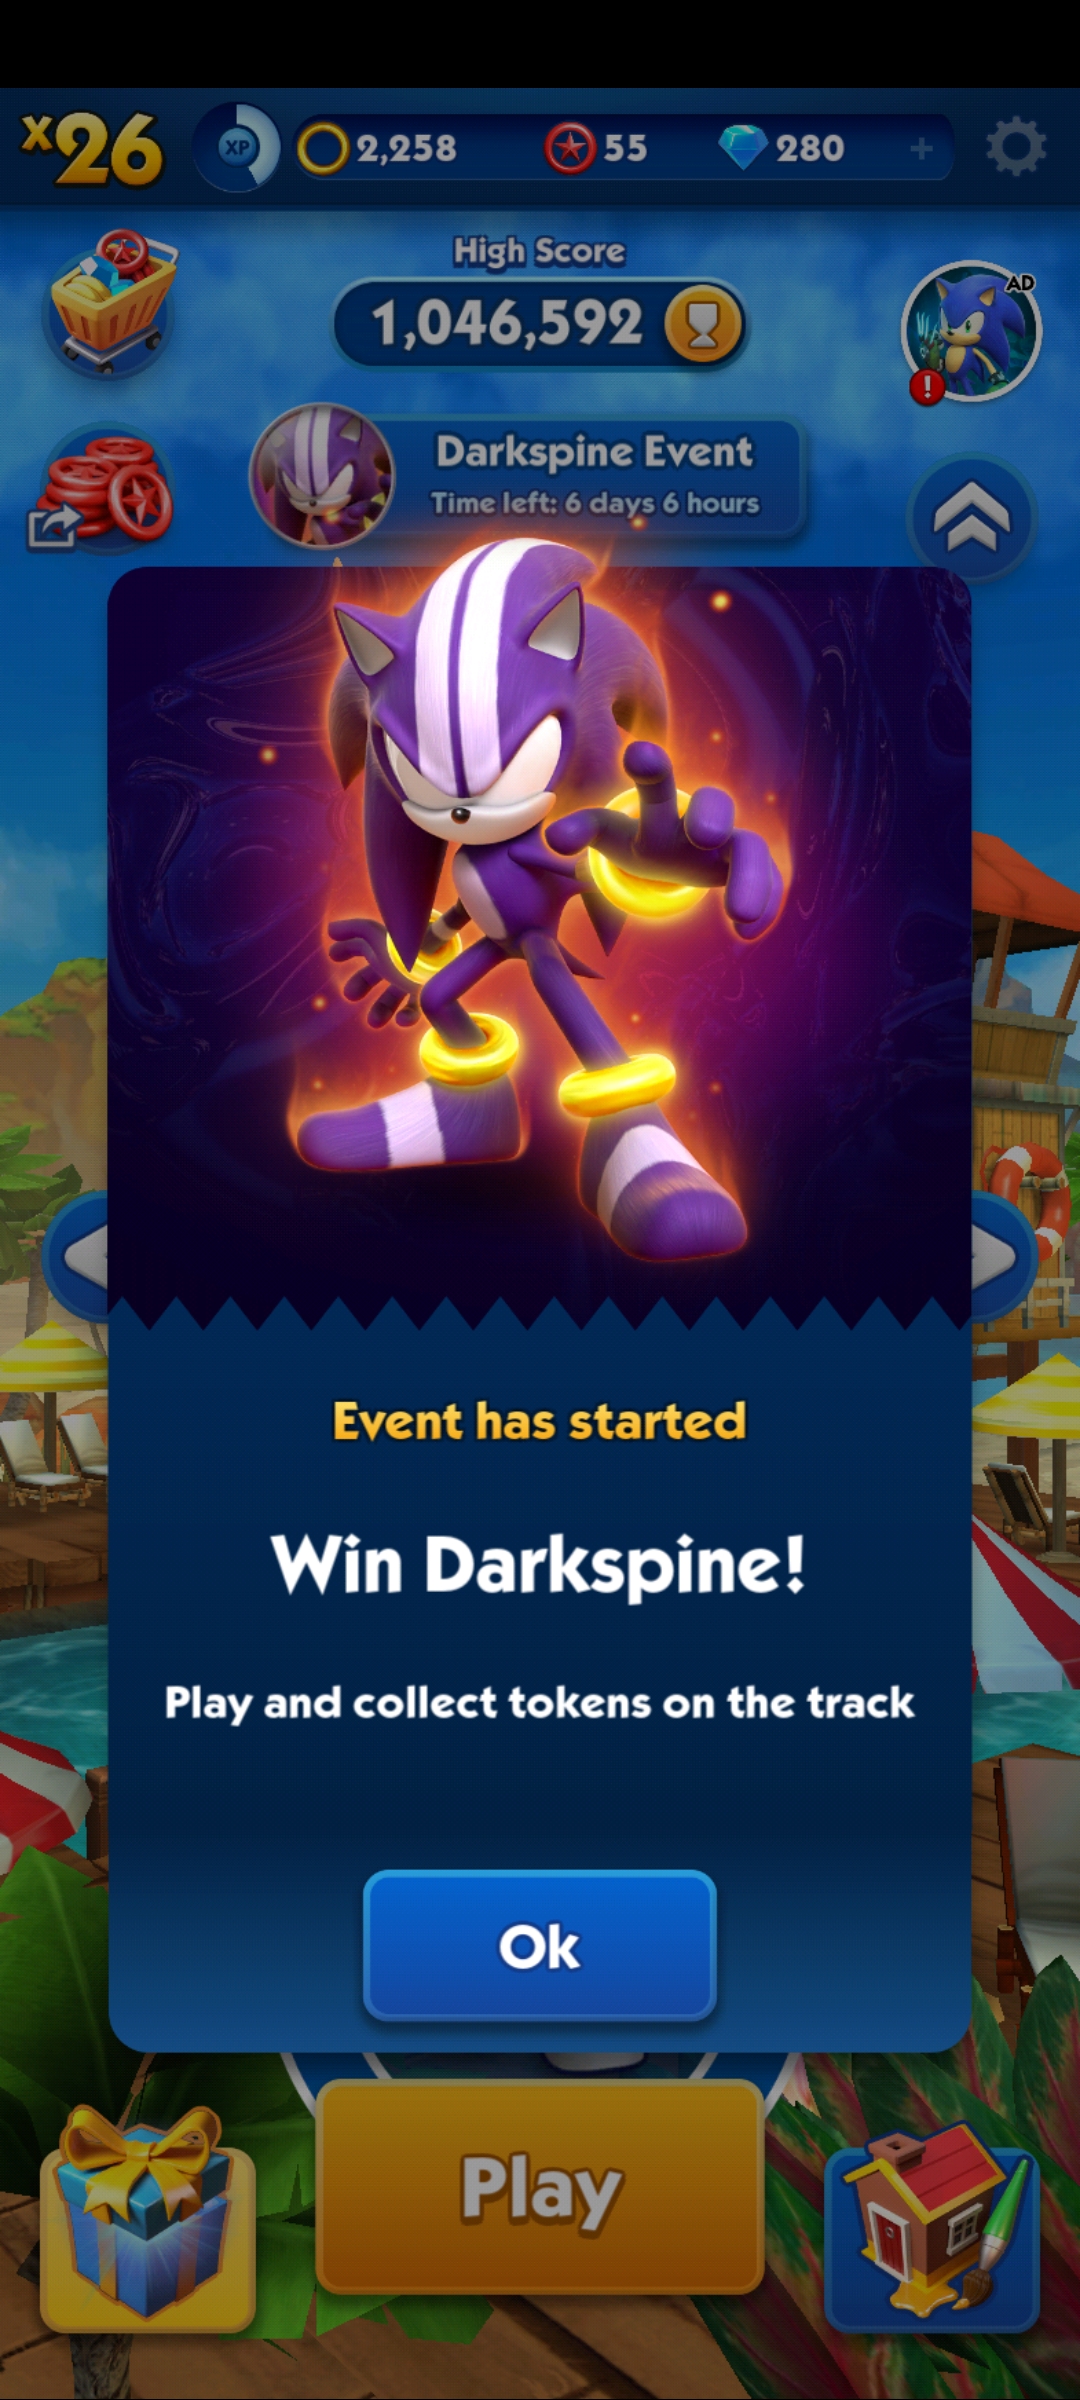 x26
XP
2,258
55
280
+
High Score
1,046,592
AD
!
Darkspine Event
Time left: 6 days 6 hours
Event has started
Win Darkspine!
Play and collect tokens on the track
Ok
Play